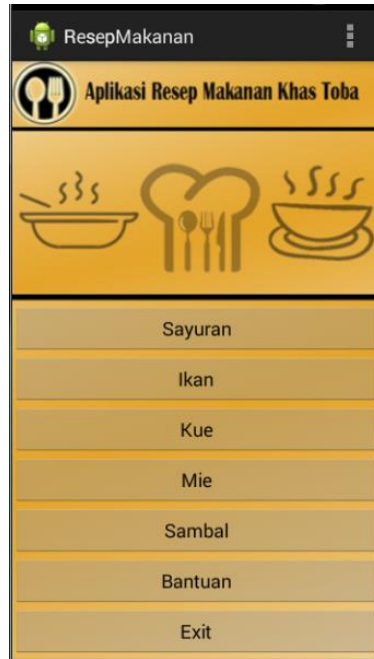 ResepMakanan
Aplikasi Resep Makanan Khas Toba
Sayuran
Ikan
Kue
Mie
Sambal
Bantuan
Exit